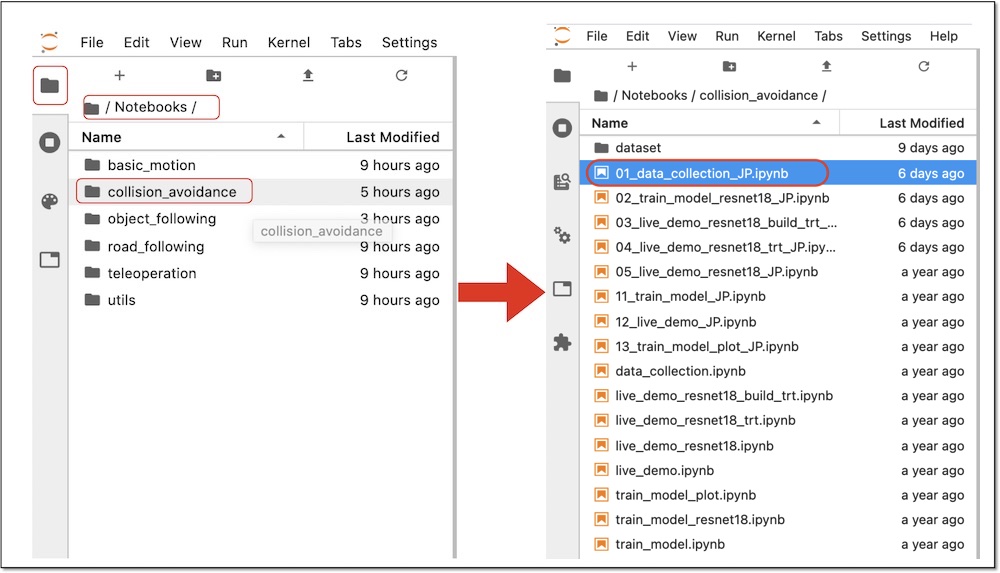 File Edit View Run Kernel Tabs Settings
/ Notebooks /
Name Last Modified
basic_motion 9 hours ago
collision_avoidance 5 hours ago
object_following 3 hours ago
collision_avoidance
road_following 9 hours ago
teleoperation 9 hours ago
utils 9 hours ago
File Edit View Run Kernel Tabs Settings Help
/ Notebooks / collision_avoidance /
Name Last Modified
dataset 9 days ago
01_data_collection_JP.ipynb 6 days ago
02_train_model_resnet18_JP.ipynb 6 days ago
03_live_demo_resnet18_build_trt_... 6 days ago
04_live_demo_resnet18_trt_JP.ipy... 6 days ago
05_live_demo_resnet18_JP.ipynb a year ago
11_train_model_JP.ipynb a year ago
12_live_demo_JP.ipynb a year ago
13_train_model_plot_JP.ipynb a year ago
data_collection.ipynb a year ago
live_demo_resnet18_build_trt.ipynb a year ago
live_demo_resnet18_trt.ipynb a year ago
live_demo_resnet18.ipynb a year ago
live_demo.ipynb a year ago
train_model_plot.ipynb a year ago
train_model_resnet18.ipynb a year ago
train_model.ipynb a year ago